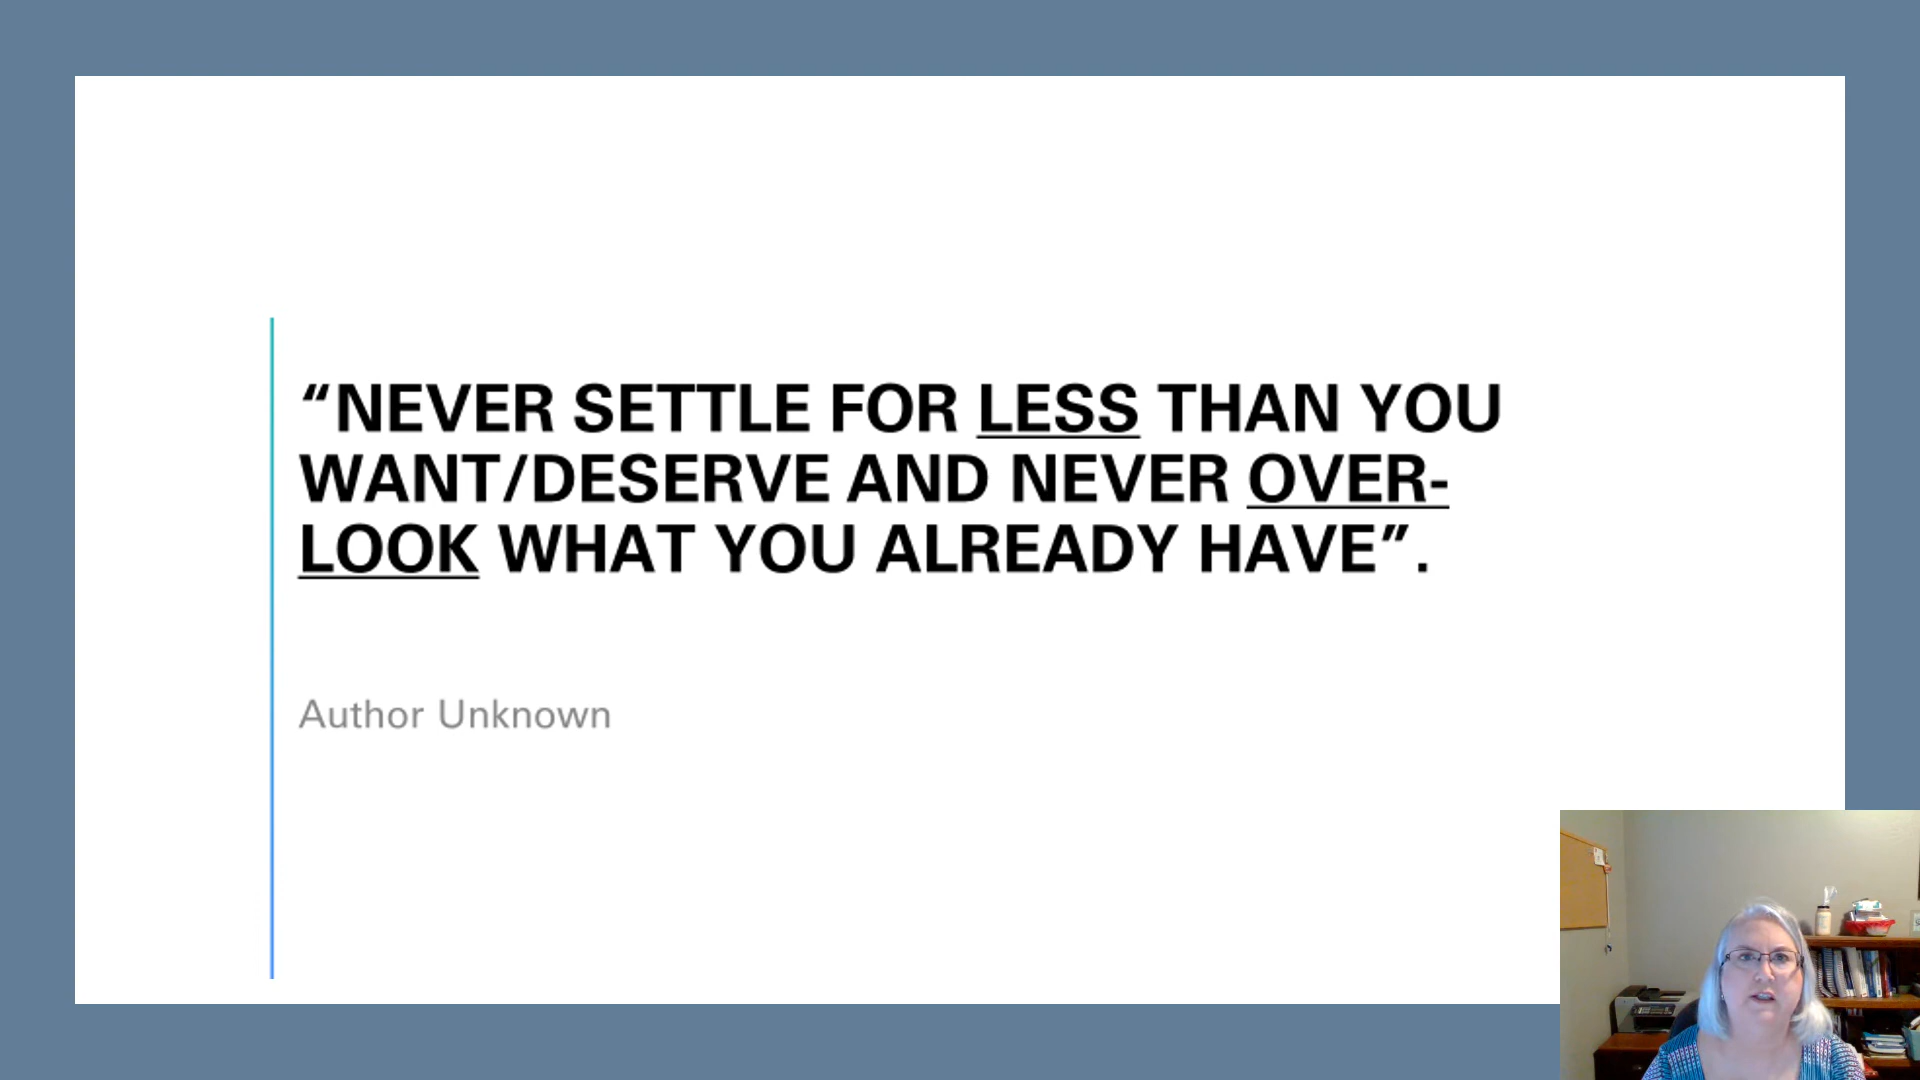 “NEVER SETTLE FOR LESS THAN YOU
WANT/DESERVE AND NEVER OVER-
LOOK WHAT YOU ALREADY HAVE”.
Author Unknown